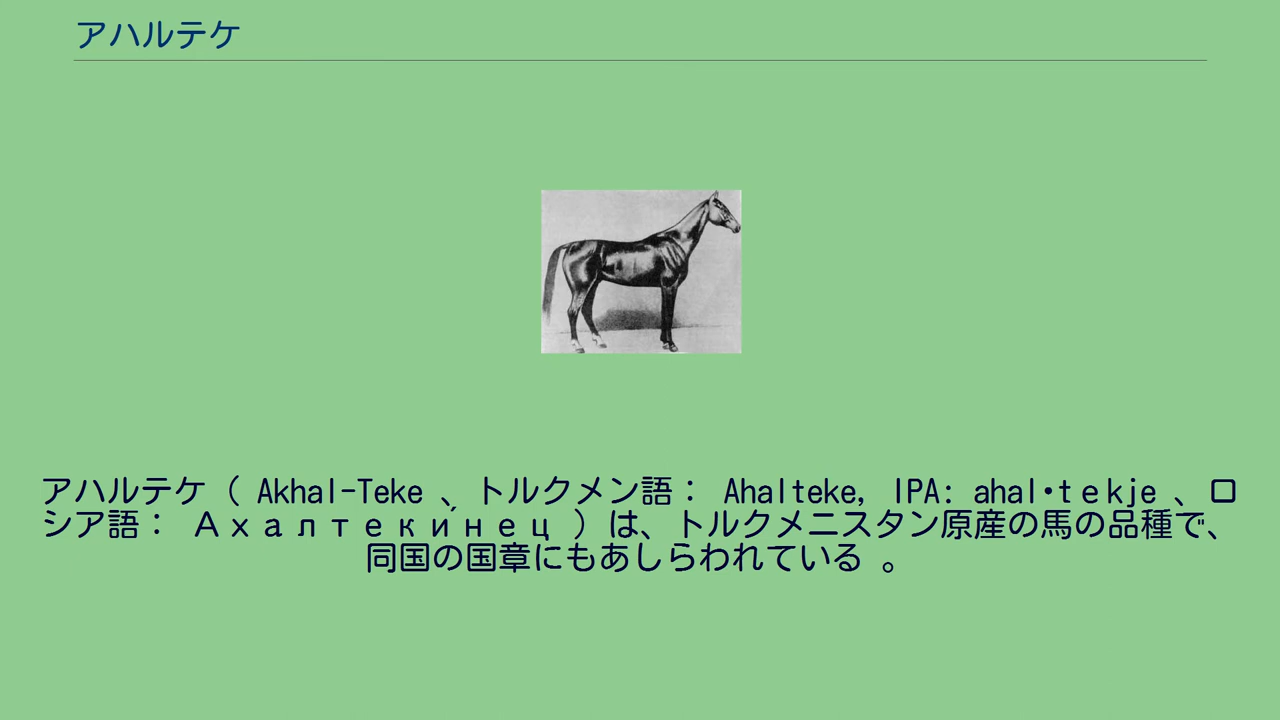 アハルテケ
アハルテケ（ Akhal-Teke 、トルクメン語： Ahalteke, IPA: ahal•tｅkje 、ロ
シア語： Ａｘａｌｔеки́нец ）は、トルクメニスタン原産の馬の品種で、
同国の国章にもあしらわれている 。